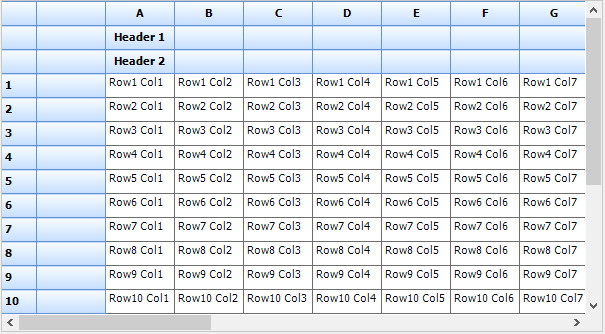 A B C D E F G
Header 1
Header 2
1 Row1 Col1 Row1 Col2 Row1 Col3 Row1 Col4 Row1 Col5 Row1 Col6 Row1 Col7
2 Row2 Col1 Row2 Col2 Row2 Col3 Row2 Col4 Row2 Col5 Row2 Col6 Row2 Col7
3 Row3 Col1 Row3 Col2 Row3 Col3 Row3 Col4 Row3 Col5 Row3 Col6 Row3 Col7
4 Row4 Col1 Row4 Col2 Row4 Col3 Row4 Col4 Row4 Col5 Row4 Col6 Row4 Col7
5 Row5 Col1 Row5 Col2 Row5 Col3 Row5 Col4 Row5 Col5 Row5 Col6 Row5 Col7
6 Row6 Col1 Row6 Col2 Row6 Col3 Row6 Col4 Row6 Col5 Row6 Col6 Row6 Col7
7 Row7 Col1 Row7 Col2 Row7 Col3 Row7 Col4 Row7 Col5 Row7 Col6 Row7 Col7
8 Row8 Col1 Row8 Col2 Row8 Col3 Row8 Col4 Row8 Col5 Row8 Col6 Row8 Col7
9 Row9 Col1 Row9 Col2 Row9 Col3 Row9 Col4 Row9 Col5 Row9 Col6 Row9 Col7
10 Row10 Col1 Row10 Col2 Row10 Col3 Row10 Col4 Row10 Col5 Row10 Col6 Row10 Col7